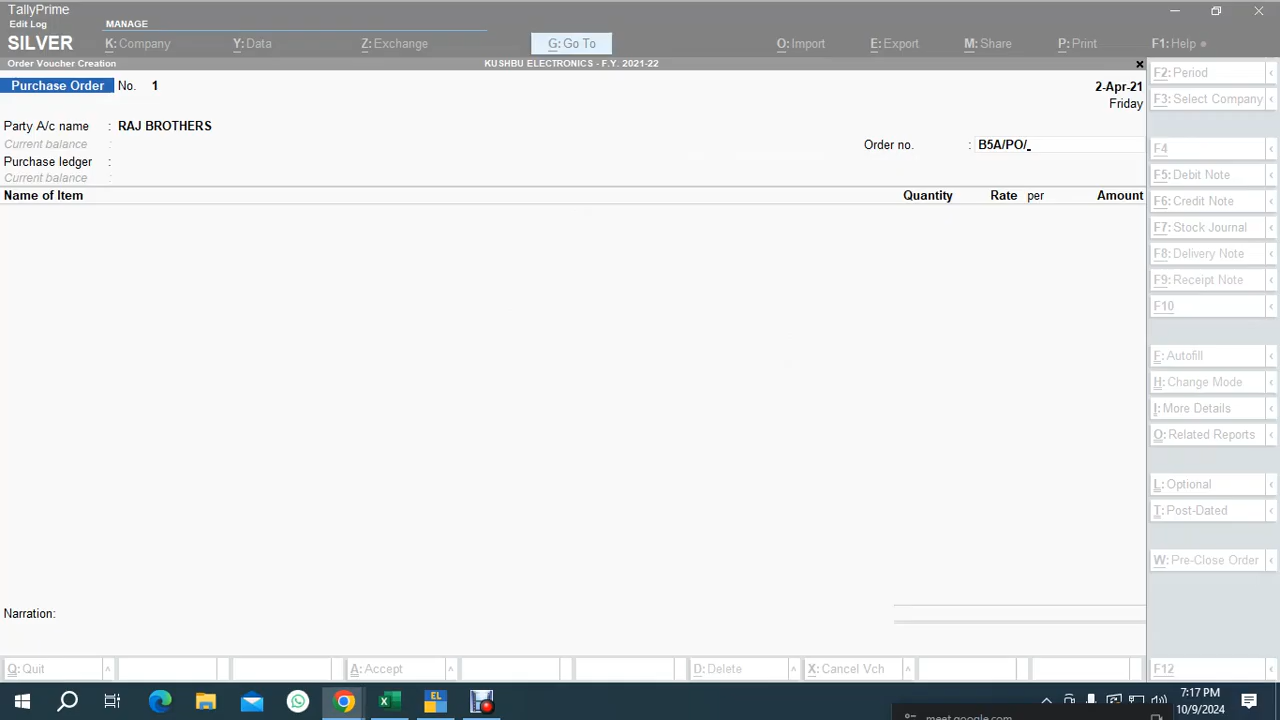 TallyPrime
Edit Log
MANAGE
SILVER K: Company Y: Data Z: Exchange G: Go To O: Import E: Export M: Share P: Print F1: Help
Order Voucher Creation KUSHBU ELECTRONICS - F.Y. 2021-22 ×
Purchase Order No. 1 2-Apr-21
Friday
Party A/c name : RAJ BROTHERS
Current balance :
Order no. : B5A/PO/_
Purchase ledger :
Current balance :
Name of Item Quantity Rate per Amount
Narration:
Q: Quit A: Accept D: Delete X: Cancel Vch
F2: Period
F3: Select Company
F4
F5: Debit Note
F6: Credit Note
F7: Stock Journal
F8: Delivery Note
F9: Receipt Note
F10
F: Autofill
H: Change Mode
I: More Details
O: Related Reports
L: Optional
T: Post-Dated
W: Pre-Close Order
F12
EL
7:17 PM
10/9/2024
meet.google.com